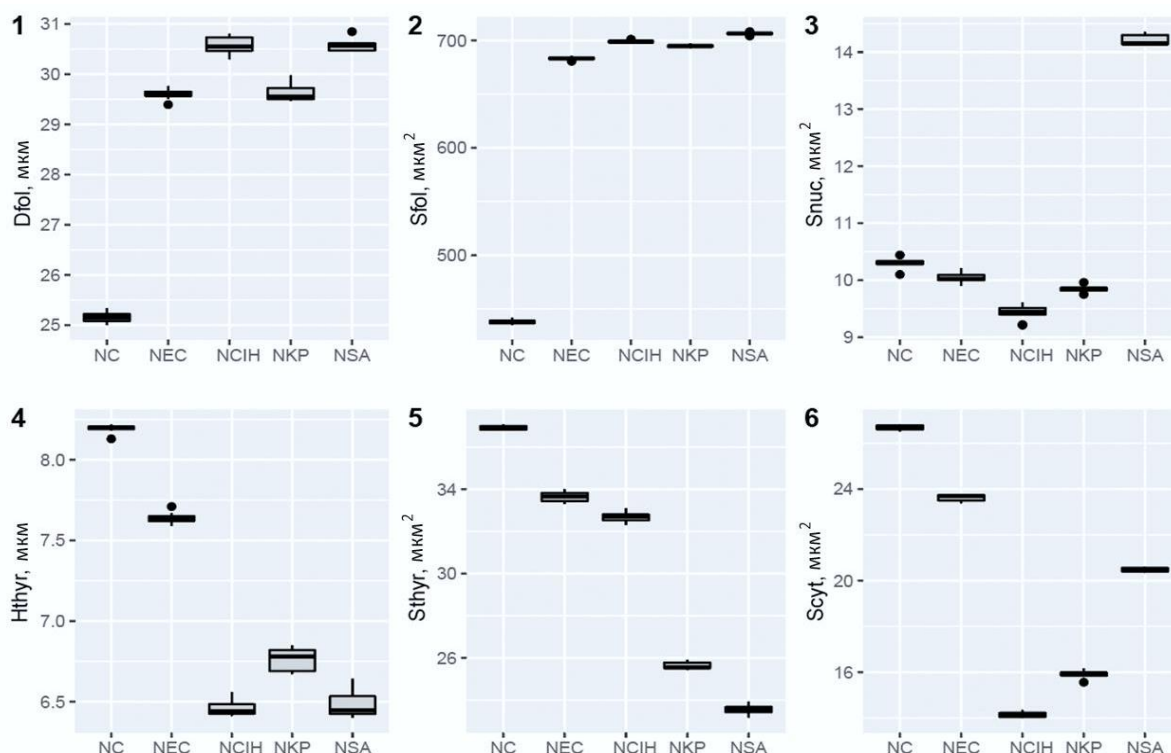 1
Dfol, мкм
31
30
29
28
27
26
25
NC NEC NCIH NKP NSA
2
Sfol, мкм²
700
600
500
NC NEC NCIH NKP NSA
3
Snuc, мкм²
14
13
12
11
10
9
NC NEC NCIH NKP NSA
4
Hthyr, мкм
8.0
7.5
7.0
6.5
NC NEC NCIH NKP NSA
5
Sthyr, мкм²
34
26
NC NEC NCIH NKP NSA
6
Scyt, мкм²
24
20
16
NC NEC NCIH NKP NSA